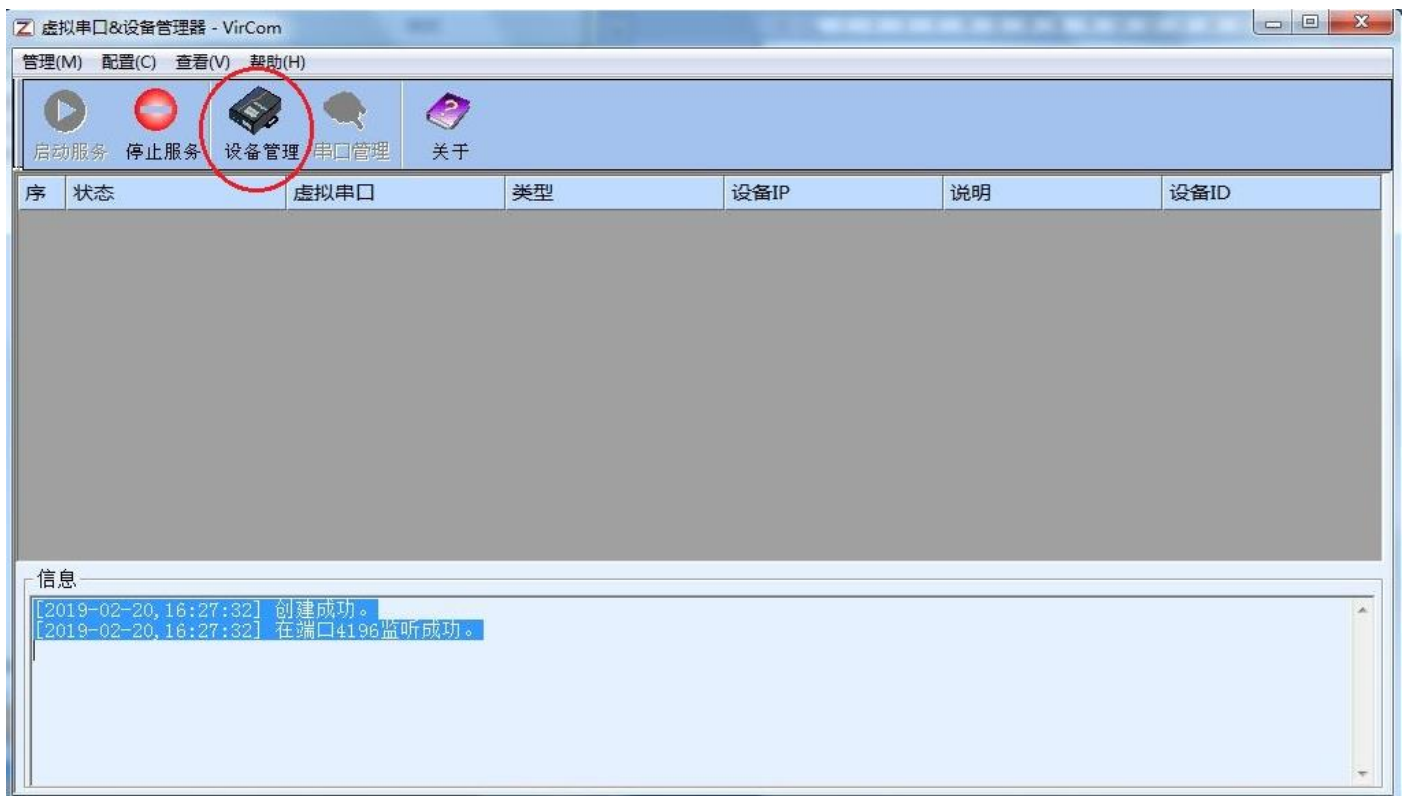 虚拟串口&设备管理器 - VirCom
管理(M) 配置(C) 查看(V) 帮助(H)
启动服务 停止服务 设备管理 串口管理 关于
序 状态 虚拟串口 类型 设备IP 说明 设备ID
信息
[2019-02-20,16:27:32] 创建成功。
[2019-02-20,16:27:32] 在端口4196监听成功。